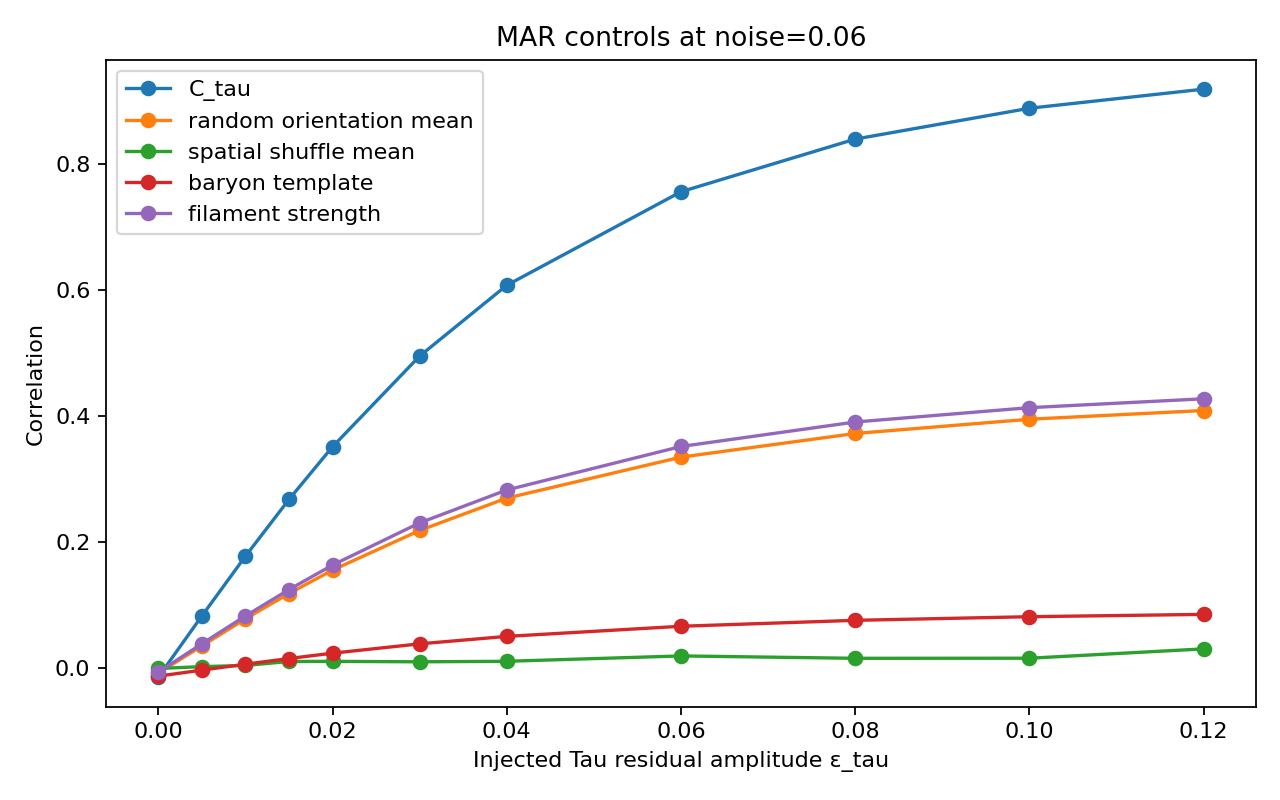 MAR controls at noise=0.06
C_tau
random orientation mean
spatial shuffle mean
baryon template
filament strength
Correlation
0.8
0.6
0.4
0.2
0.0
0.00 0.02 0.04 0.06 0.08 0.10 0.12
Injected Tau residual amplitude ε_tau